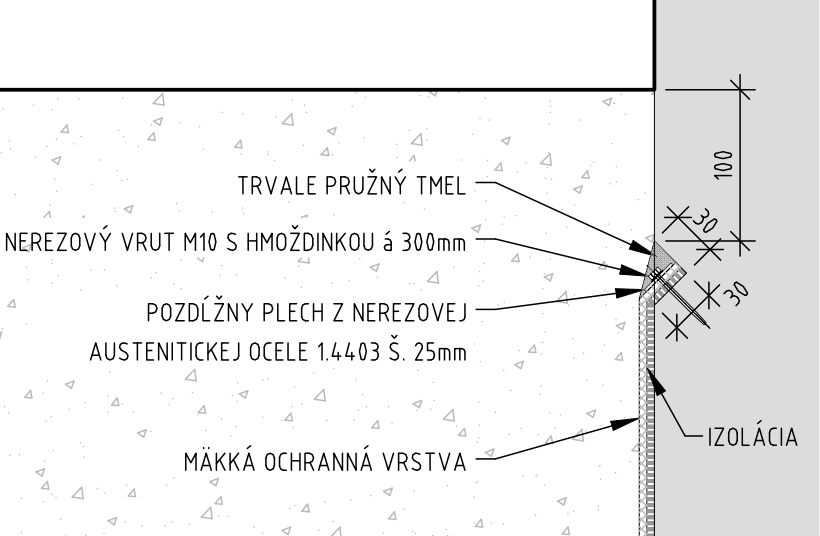 100
TRVALE PRUŽNÝ TMEL
30
NEREZOVÝ VRUT M10 S HMOŽDINKOU á 300mm
30
POZDĹŽNY PLECH Z NEREZOVEJ
AUSTENITICKEJ OCELE 1.4403 Š. 25mm
IZOLÁCIA
MÄKKÁ OCHRANNÁ VRSTVA